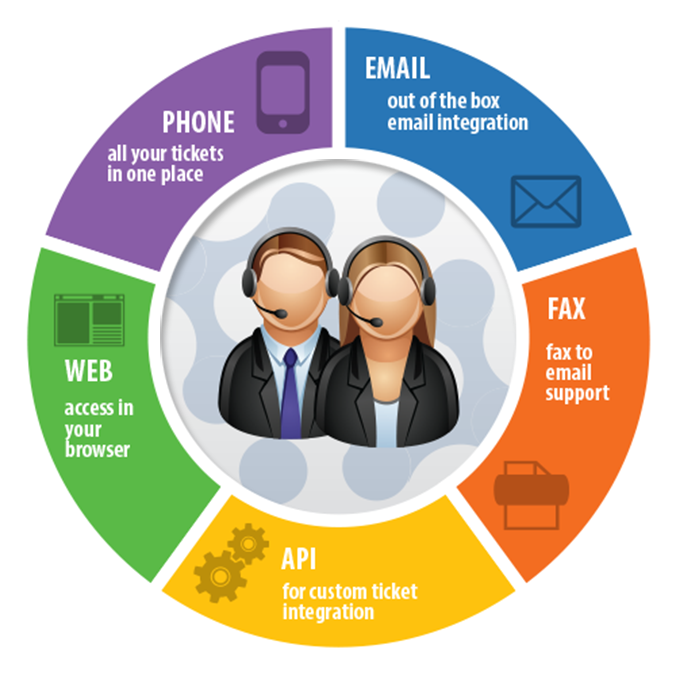 EMAIL
out of the box
email integration
FAX
fax to
email
support
API
for custom ticket
integration
WEB
access in
your
browser
PHONE
all your tickets
in one place